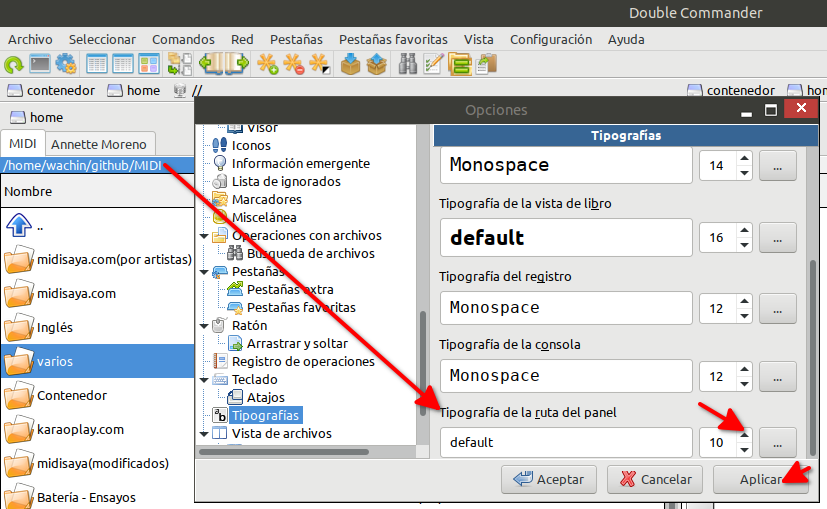 Double Commander
Archivo Seleccionar Comandos Red Pestañas Pestañas favoritas Vista Configuración Ayuda
contenedor home //
contenedor
home
MIDI Annette Moreno
/home/wachin/github/MIDI
Nombre
..
midisaya.com(por artistas)
midisaya.com
Inglés
varios
Contenedor
karaoplay.com
midisaya(modificados)
Batería - Ensayos
Opciones
Visor
Iconos
Información emergente
Lista de ignorados
Marcadores
Miscelánea
Operaciones con archivos
Búsqueda de archivos
Pestañas
Pestañas extra
Pestañas favoritas
Ratón
Arrastrar y soltar
Registro de operaciones
Teclado
Atajos
ab Tipografías
Vista de archivos
Tipografías
Monospace 14 ...
Tipografía de la vista de libro
default 16 ...
Tipografía del registro
Monospace 12 ...
Tipografía de la consola
Monospace 12 ...
Tipografía de la ruta del panel
default 10 ...
Aceptar Cancelar Aplicar